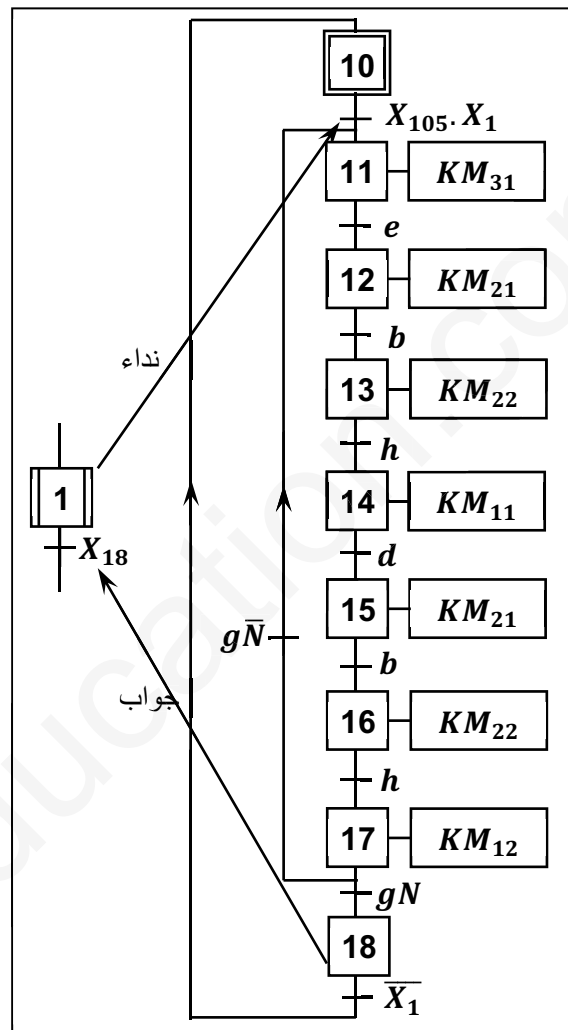 10
X₁₀₅. X₁
11 KM₃₁
e
12 KM₂₁
b
نداء
13 KM₂₂
h
1
14 KM₁₁
X₁₈
d
15 KM₂₁
gN̅
b
جواب
16 KM₂₂
h
17 KM₁₂
gN
18
X̅₁̅